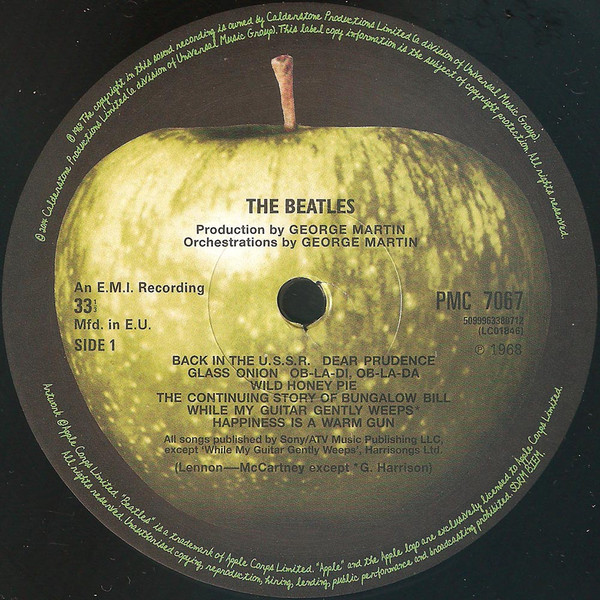 ℗ 1968 The copyright in this sound recording is owned by Calderstone Productions Limited (a division of Universal Music Group).
© 2014 Calderstone Productions Limited (a division of Universal Music Group). This label copy information is the subject of copyright protection. All rights reserved.
THE BEATLES
Production by GEORGE MARTIN
Orchestrations by GEORGE MARTIN
An E.M.I. Recording
33⅓
Mfd. in E.U.
SIDE 1
PMC 7067
5099963380712
(LC01846)
℗ 1968
BACK IN THE U.S.S.R. DEAR PRUDENCE
GLASS ONION OB-LA-DI, OB-LA-DA
WILD HONEY PIE
THE CONTINUING STORY OF BUNGALOW BILL
WHILE MY GUITAR GENTLY WEEPS*
HAPPINESS IS A WARM GUN
All songs published by Sony/ATV Music Publishing LLC,
except 'While My Guitar Gently Weeps', Harrisongs Ltd.
(Lennon—McCartney except *G. Harrison)
Artwork ©Apple Corps Limited. "Beatles" is a trademark of Apple Corps Limited. "Apple" and the Apple logo are exclusively licensed to Apple Corps Limited.
All rights reserved. Unauthorised copying, reproduction, hiring, lending, public performance and broadcasting prohibited. SDRM BIEM.